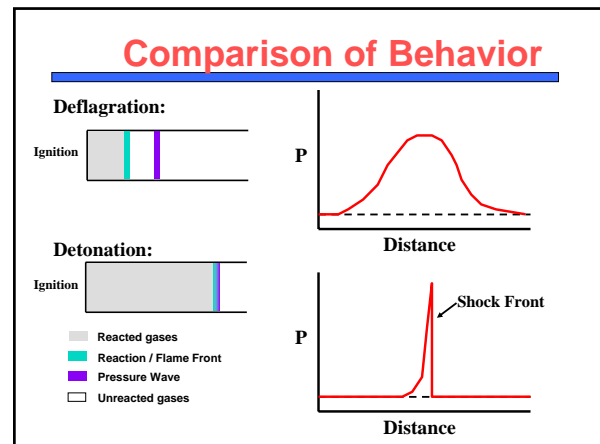 Comparison of Behavior
Deflagration:
Ignition
P
Distance
Detonation:
Ignition
Shock Front
P
Distance
Reacted gases
Reaction / Flame Front
Pressure Wave
Unreacted gases